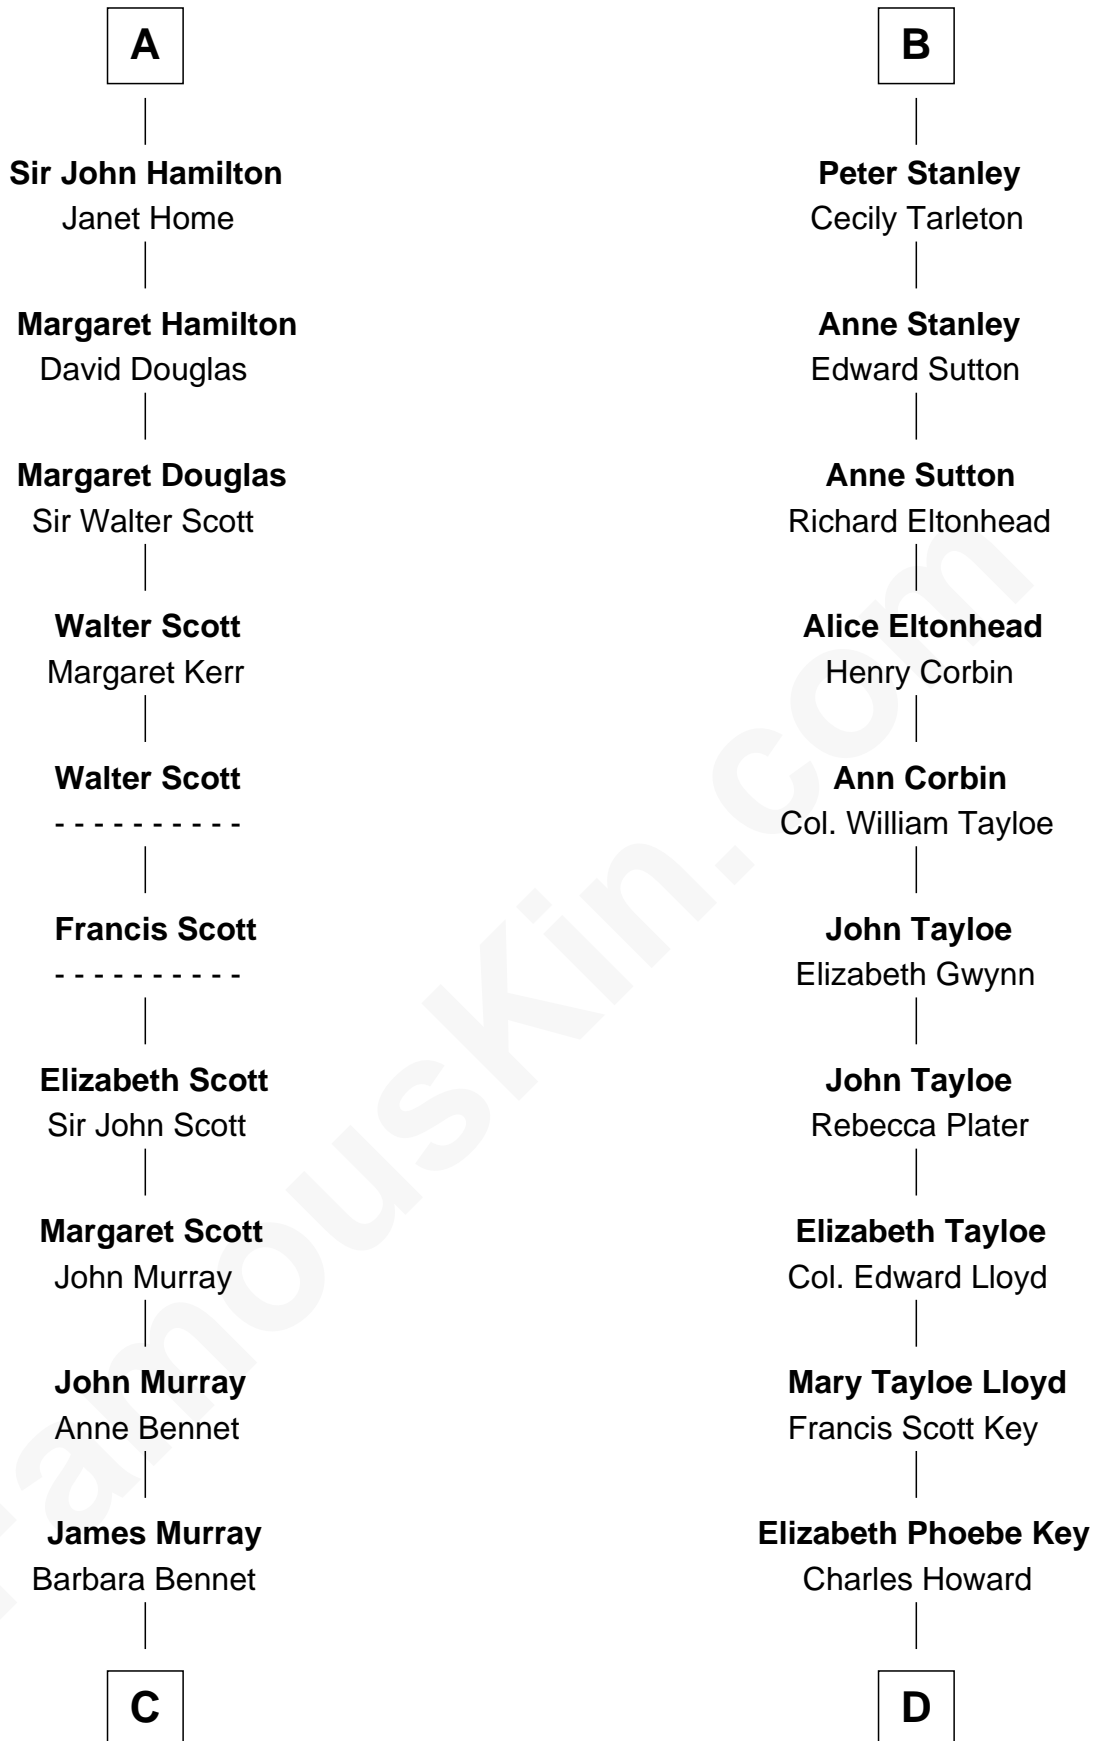 A
Sir John Hamilton
Janet Home
Margaret Hamilton
David Douglas
Margaret Douglas
Sir Walter Scott
Walter Scott
Margaret Kerr
Walter Scott
- - - - - - - - - -
Francis Scott
- - - - - - - - - -
Elizabeth Scott
Sir John Scott
Margaret Scott
John Murray
John Murray
Anne Bennet
James Murray
Barbara Bennet
C
B
Peter Stanley
Cecily Tarleton
Anne Stanley
Edward Sutton
Anne Sutton
Richard Eltonhead
Alice Eltonhead
Henry Corbin
Ann Corbin
Col. William Tayloe
John Tayloe
Elizabeth Gwynn
John Tayloe
Rebecca Plater
Elizabeth Tayloe
Col. Edward Lloyd
Mary Tayloe Lloyd
Francis Scott Key
Elizabeth Phoebe Key
Charles Howard
D
FamousKin.com